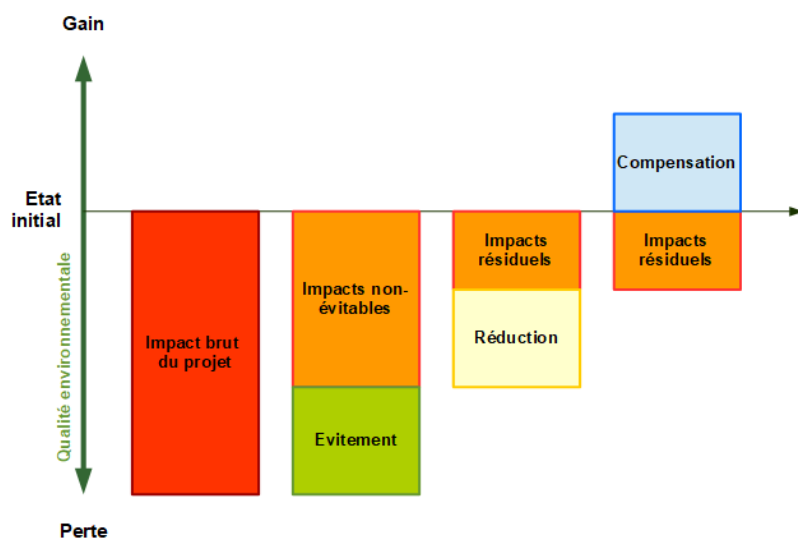 Gain
Compensation
Etat
initial
Impacts
résiduels
Impacts
résiduels
Impacts non-
évitables
Impact brut
du projet
Réduction
Qualité environnementale
Evitement
Perte